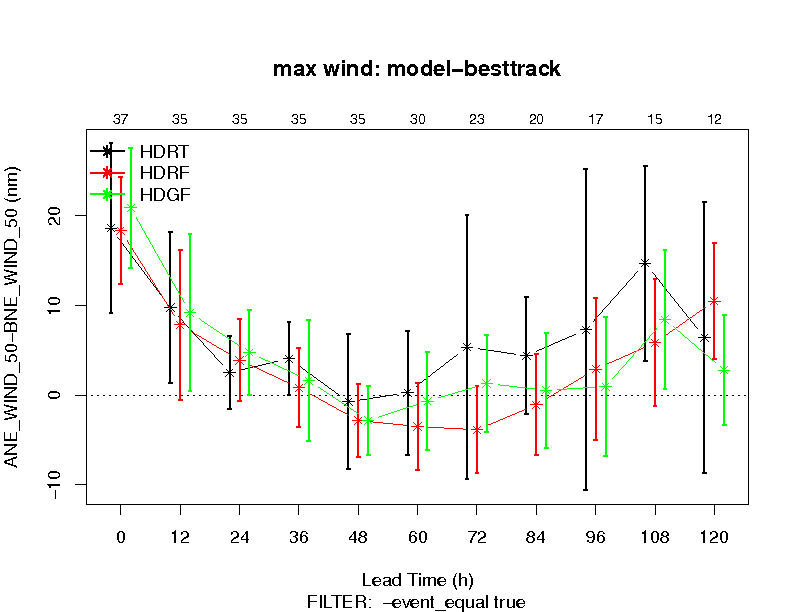 max wind: model−besttrack
37 35 35 35 35 30 23 20 17 15 12
HDRT
HDRF
HDGF
ANE_WIND_50−BNE_WIND_50 (nm)
20
10
0
−10
0 12 24 36 48 60 72 84 96 108 120
Lead Time (h)
FILTER: −event_equal true